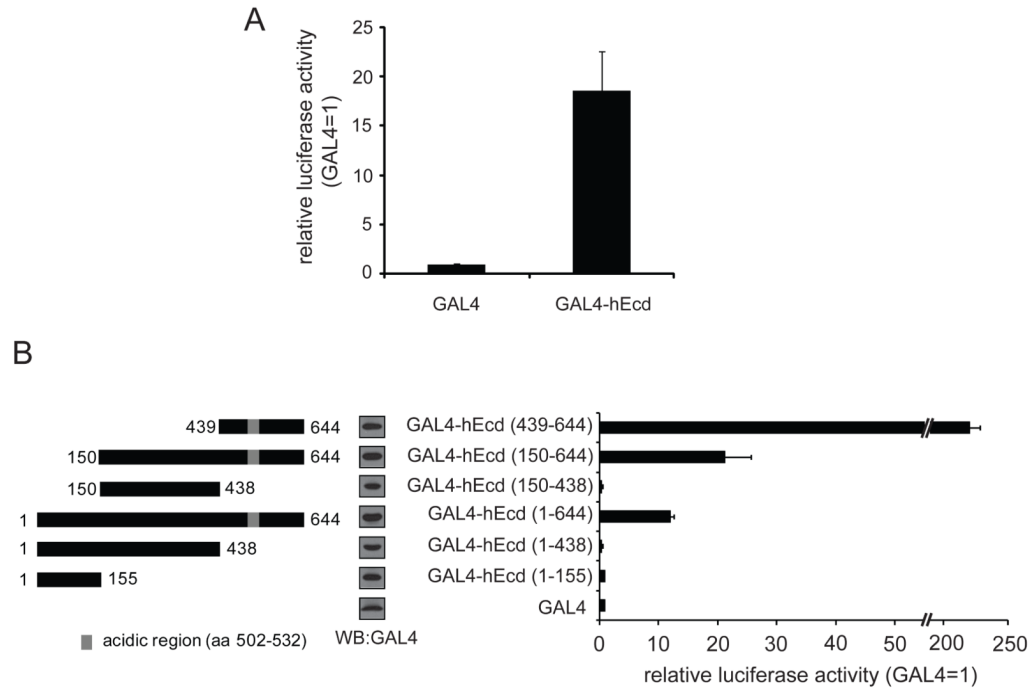 A
relative luciferase activity
(GAL4=1)
25
20
15
10
5
0
GAL4
GAL4-hEcd
B
439 644 GAL4-hEcd (439-644)
150 644 GAL4-hEcd (150-644)
150 438 GAL4-hEcd (150-438)
1 644 GAL4-hEcd (1-644)
1 438 GAL4-hEcd (1-438)
1 155 GAL4-hEcd (1-155)
GAL4
acidic region (aa 502-532)
WB:GAL4
0 10 20 30 40 50 200 250
relative luciferase activity (GAL4=1)